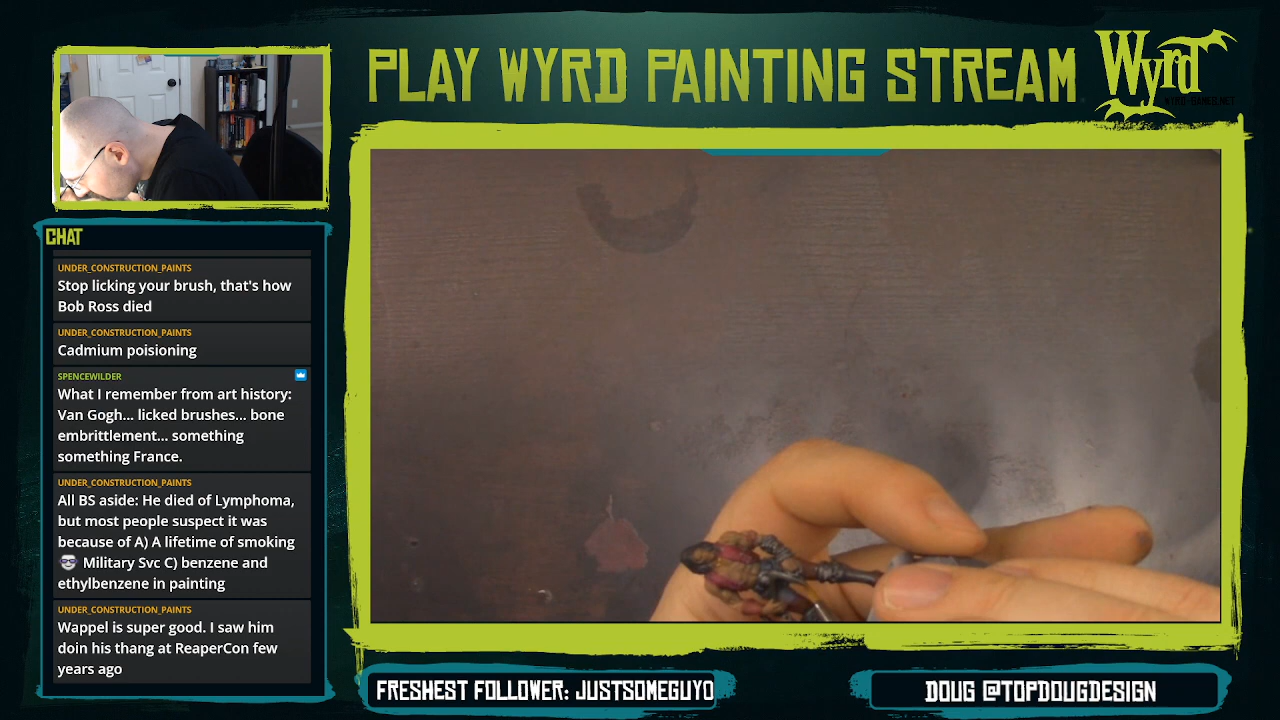 PLAY WYRD PAINTING STREAM
Wyrd
WYRD-GAMES.NET
CHAT
UNDER_CONSTRUCTION_PAINTS
Stop licking your brush, that's how
Bob Ross died
UNDER_CONSTRUCTION_PAINTS
Cadmium poisioning
SPENCEWILDER
What I remember from art history:
Van Gogh... licked brushes... bone
embrittlement... something
something France.
UNDER_CONSTRUCTION_PAINTS
All BS aside: He died of Lymphoma,
but most people suspect it was
because of A) A lifetime of smoking
Military Svc C) benzene and
ethylbenzene in painting
UNDER_CONSTRUCTION_PAINTS
Wappel is super good. I saw him
doin his thang at ReaperCon few
years ago
FRESHEST FOLLOWER: JUSTSOMEGUYO
DOUG @TOPDOUGDESIGN